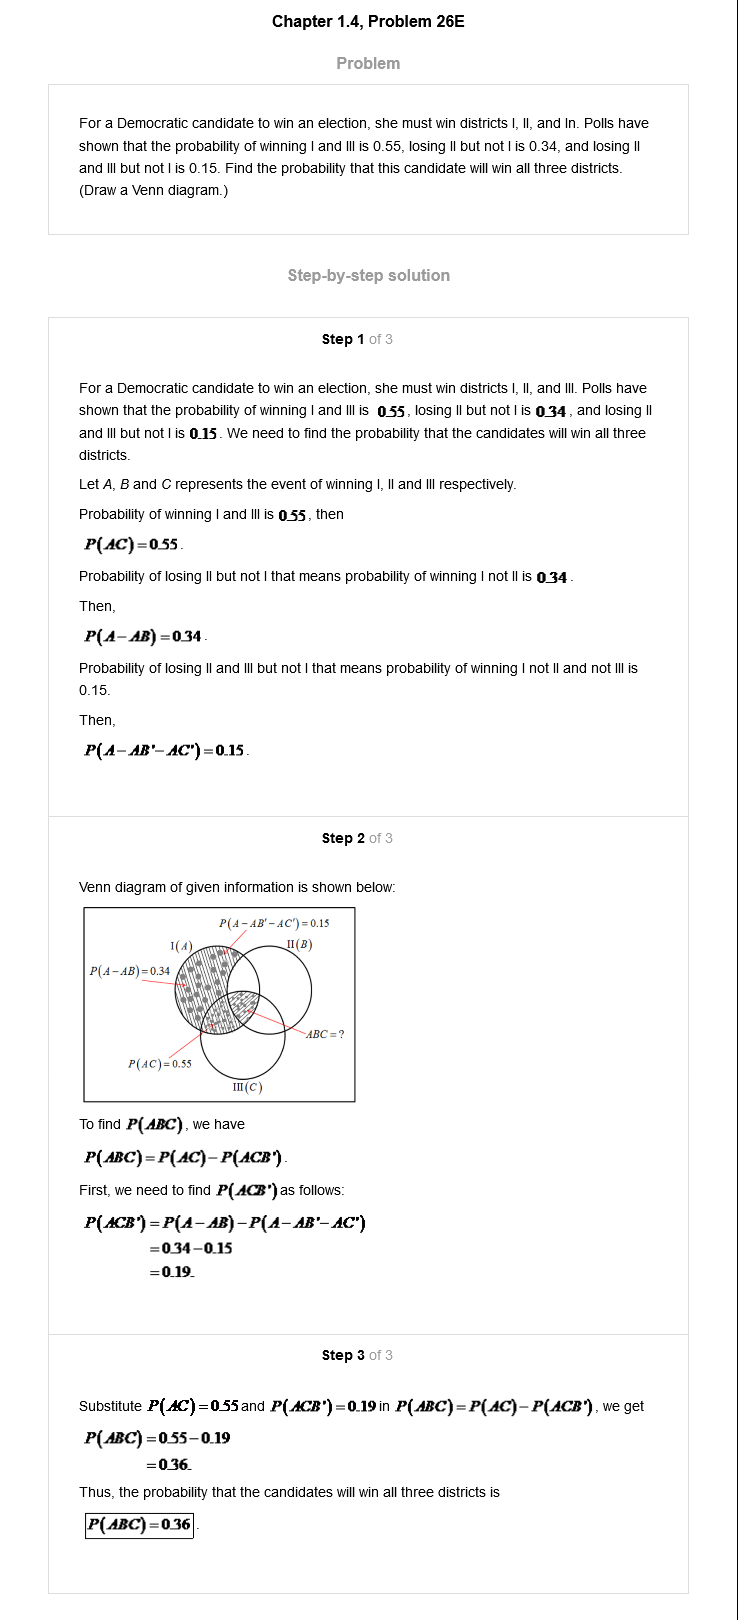 Chapter 1.4, Problem 26E
Problem
For a Democratic candidate to win an election, she must win districts I, II, and In. Polls have
shown that the probability of winning I and III is 0.55, losing II but not I is 0.34, and losing II
and III but not I is 0.15. Find the probability that this candidate will win all three districts.
(Draw a Venn diagram.)
Step-by-step solution
Step 1 of 3
For a Democratic candidate to win an election, she must win districts I, II, and III. Polls have
shown that the probability of winning I and III is 0.55, losing II but not I is 0.34, and losing II
and III but not I is 0.15. We need to find the probability that the candidates will win all three
districts.
Let A, B and C represents the event of winning I, II and III respectively.
Probability of winning I and III is 0.55, then
P(AC)=0.55.
Probability of losing II but not I that means probability of winning I not II is 0.34.
Then,
P(A−AB)=0.34.
Probability of losing II and III but not I that means probability of winning I not II and not III is
0.15.
Then,
P(A−AB'−AC')=0.15.
Step 2 of 3
Venn diagram of given information is shown below:
P(A−AB'−AC')=0.15
I(A)
II(B)
P(A−AB)=0.34
ABC=?
P(AC)=0.55
III(C)
To find P(ABC), we have
P(ABC)=P(AC)−P(ACB').
First, we need to find P(ACB') as follows:
P(ACB')=P(A−AB)−P(A−AB'−AC')
=0.34−0.15
=0.19.
Step 3 of 3
Substitute P(AC)=0.55 and P(ACB')=0.19 in P(ABC)=P(AC)−P(ACB'), we get
P(ABC)=0.55−0.19
=0.36.
Thus, the probability that the candidates will win all three districts is
P(ABC)=0.36.